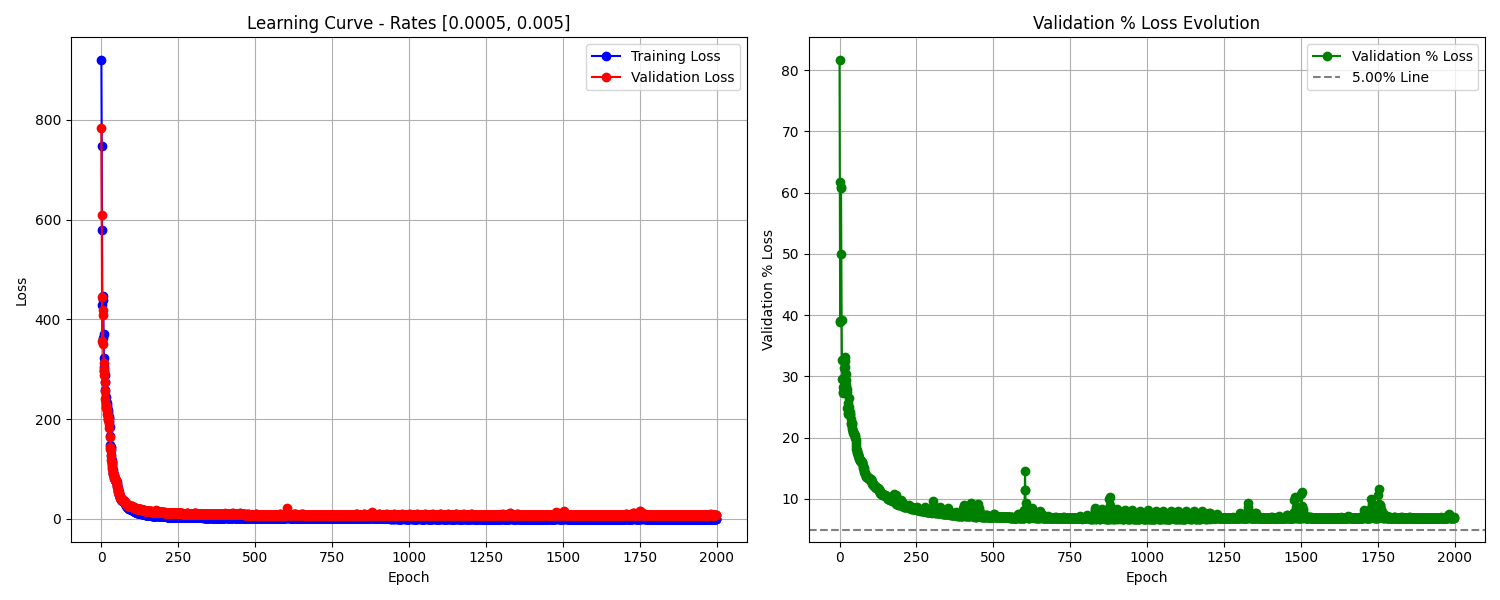 Learning Curve - Rates [0.0005, 0.005]
Training Loss
Validation Loss
800
600
400
200
0
Loss
0 250 500 750 1000 1250 1500 1750 2000
Epoch
Validation % Loss Evolution
Validation % Loss
5.00% Line
80
70
60
50
40
30
20
10
Validation % Loss
0 250 500 750 1000 1250 1500 1750 2000
Epoch